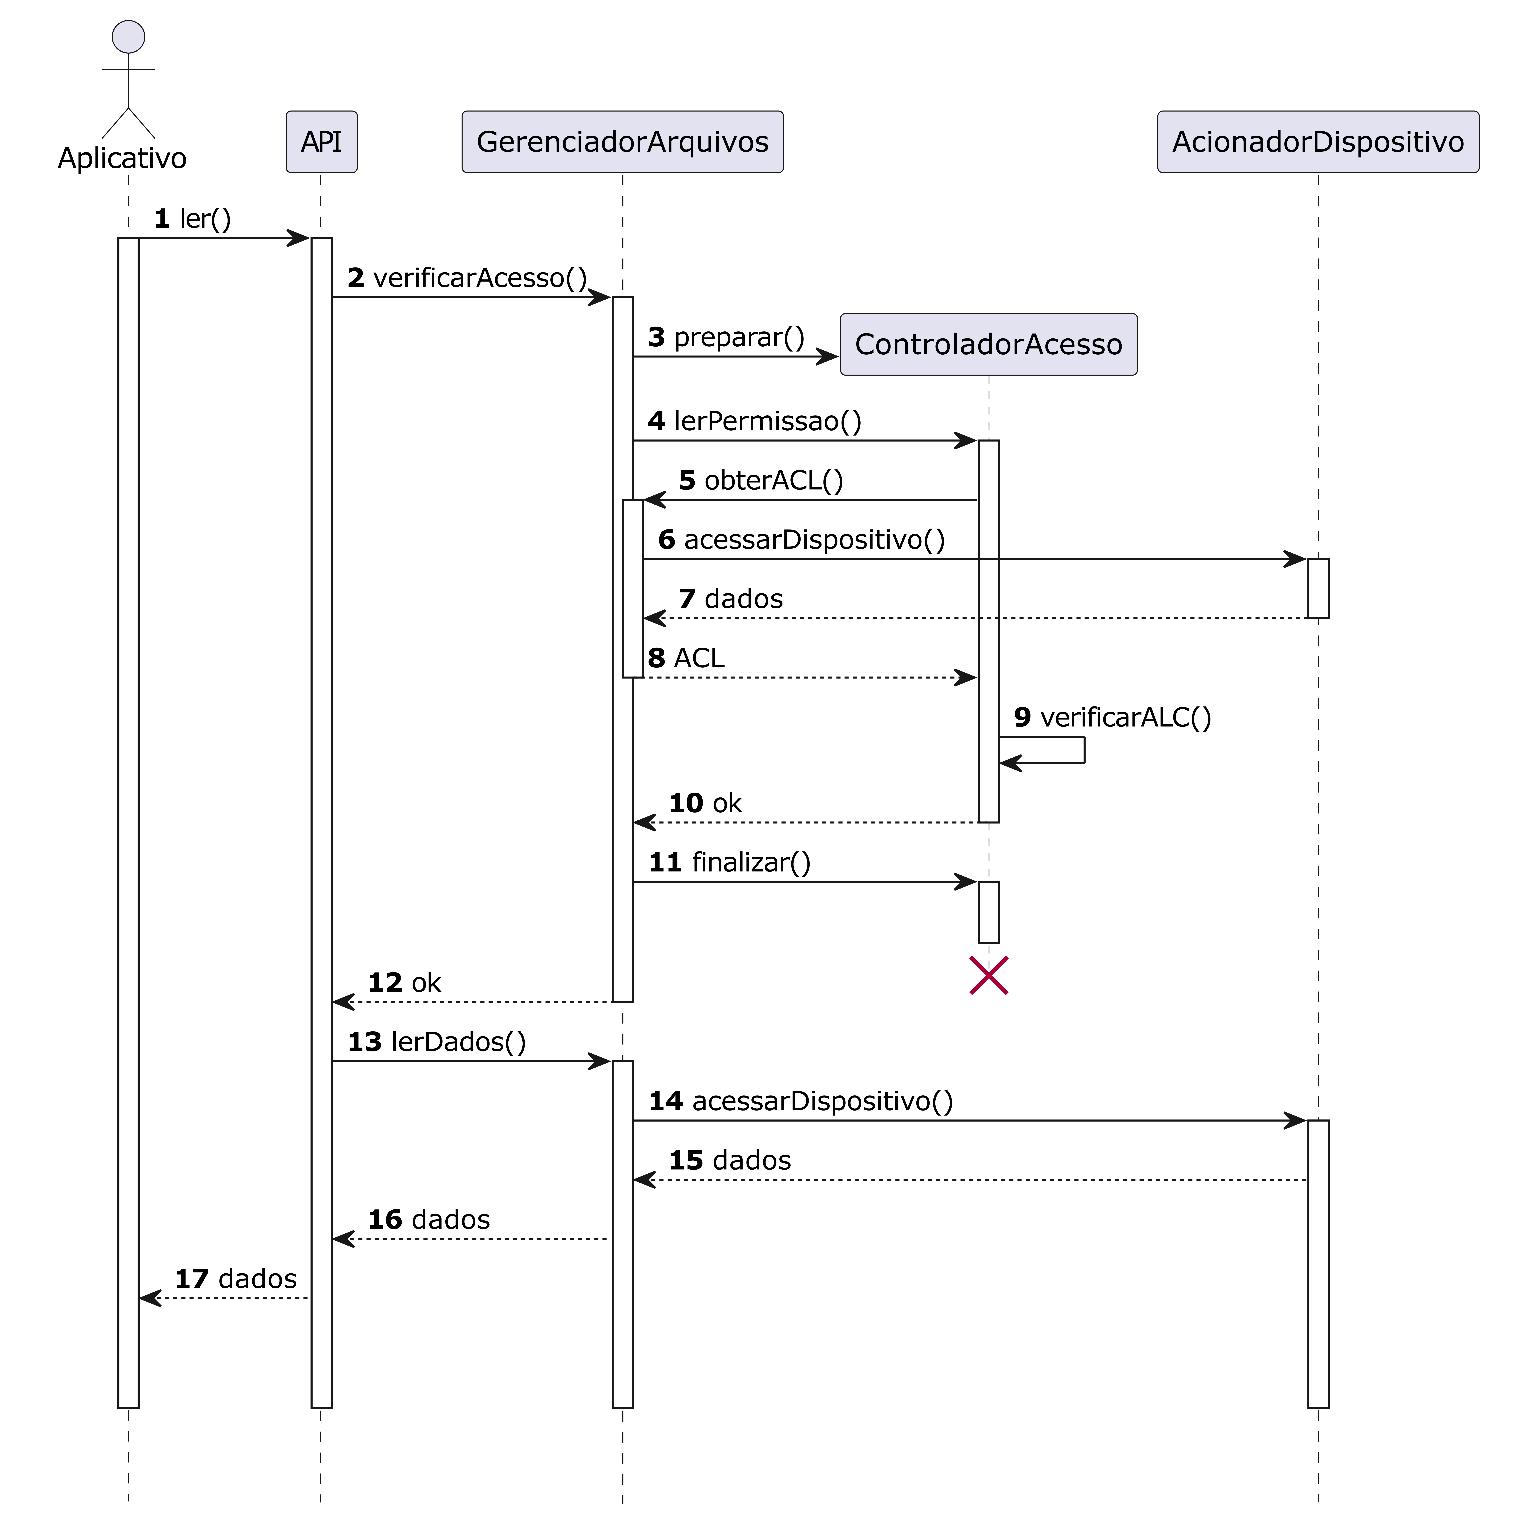 Aplicativo
API
GerenciadorArquivos
AcionadorDispositivo
1 ler()
2 verificarAcesso()
3 preparar()
ControladorAcesso
4 lerPermissao()
5 obterACL()
6 acessarDispositivo()
7 dados
8 ACL
9 verificarALC()
10 ok
11 finalizar()
12 ok
13 lerDados()
14 acessarDispositivo()
15 dados
16 dados
17 dados